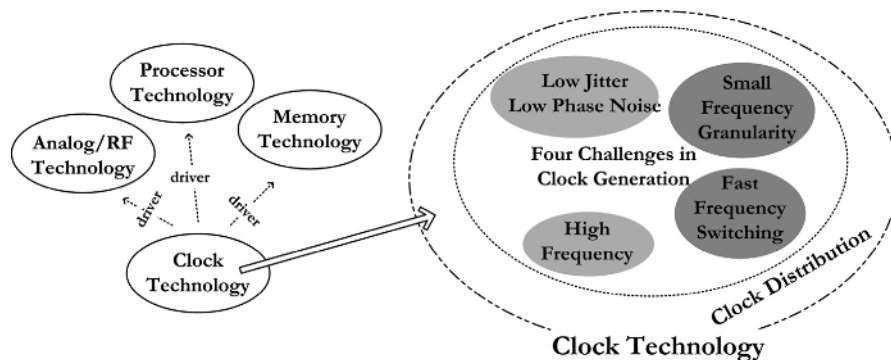 Processor
Technology
Analog/RF
Technology
Memory
Technology
driver
driver
driver
Clock
Technology
Low Jitter
Low Phase Noise
Small
Frequency
Granularity
Four Challenges in
Clock Generation
Fast
Frequency
Switching
High
Frequency
Clock Distribution
Clock Technology